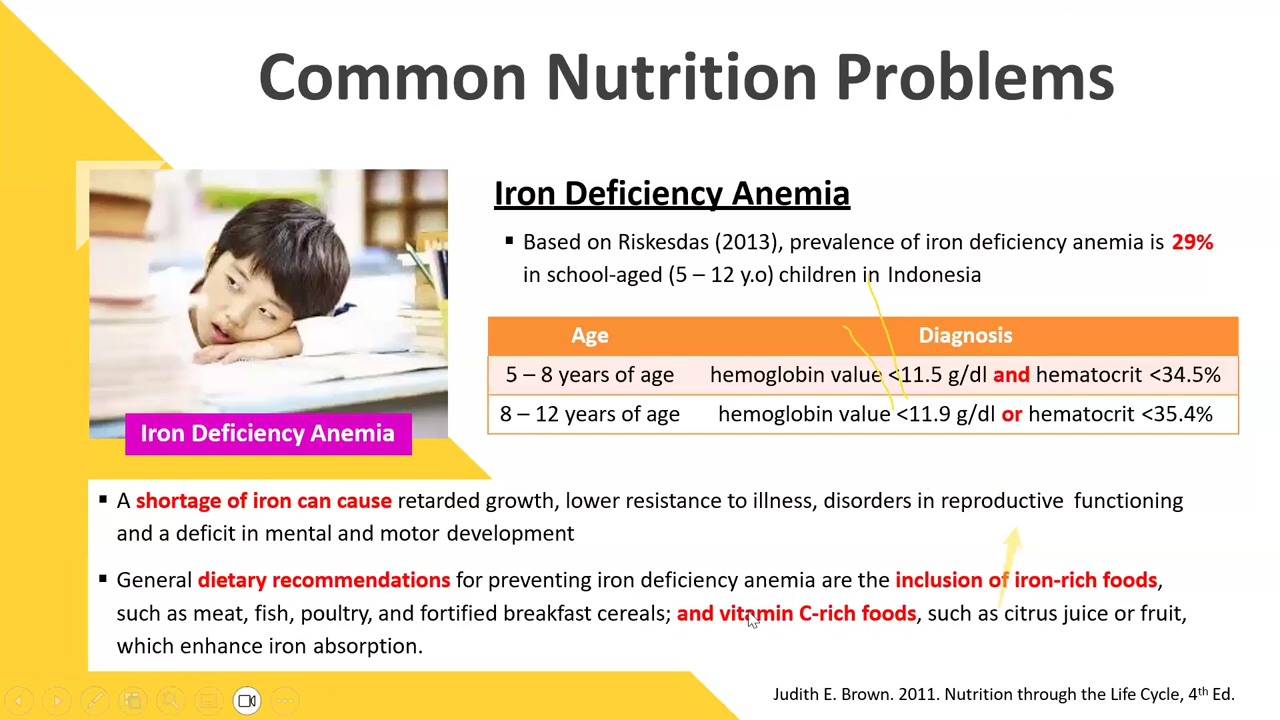 Common Nutrition Problems
Iron Deficiency Anemia
▪ Based on Riskesdas (2013), prevalence of iron deficiency anemia is 29%
in school-aged (5 – 12 y.o) children in Indonesia
Age Diagnosis
5 – 8 years of age hemoglobin value <11.5 g/dl and hematocrit <34.5%
8 – 12 years of age hemoglobin value <11.9 g/dl or hematocrit <35.4%
Iron Deficiency Anemia
▪ A shortage of iron can cause retarded growth, lower resistance to illness, disorders in reproductive functioning
and a deficit in mental and motor development
▪ General dietary recommendations for preventing iron deficiency anemia are the inclusion of iron-rich foods,
such as meat, fish, poultry, and fortified breakfast cereals; and vitamin C-rich foods, such as citrus juice or fruit,
which enhance iron absorption.
Judith E. Brown. 2011. Nutrition through the Life Cycle, 4th Ed.